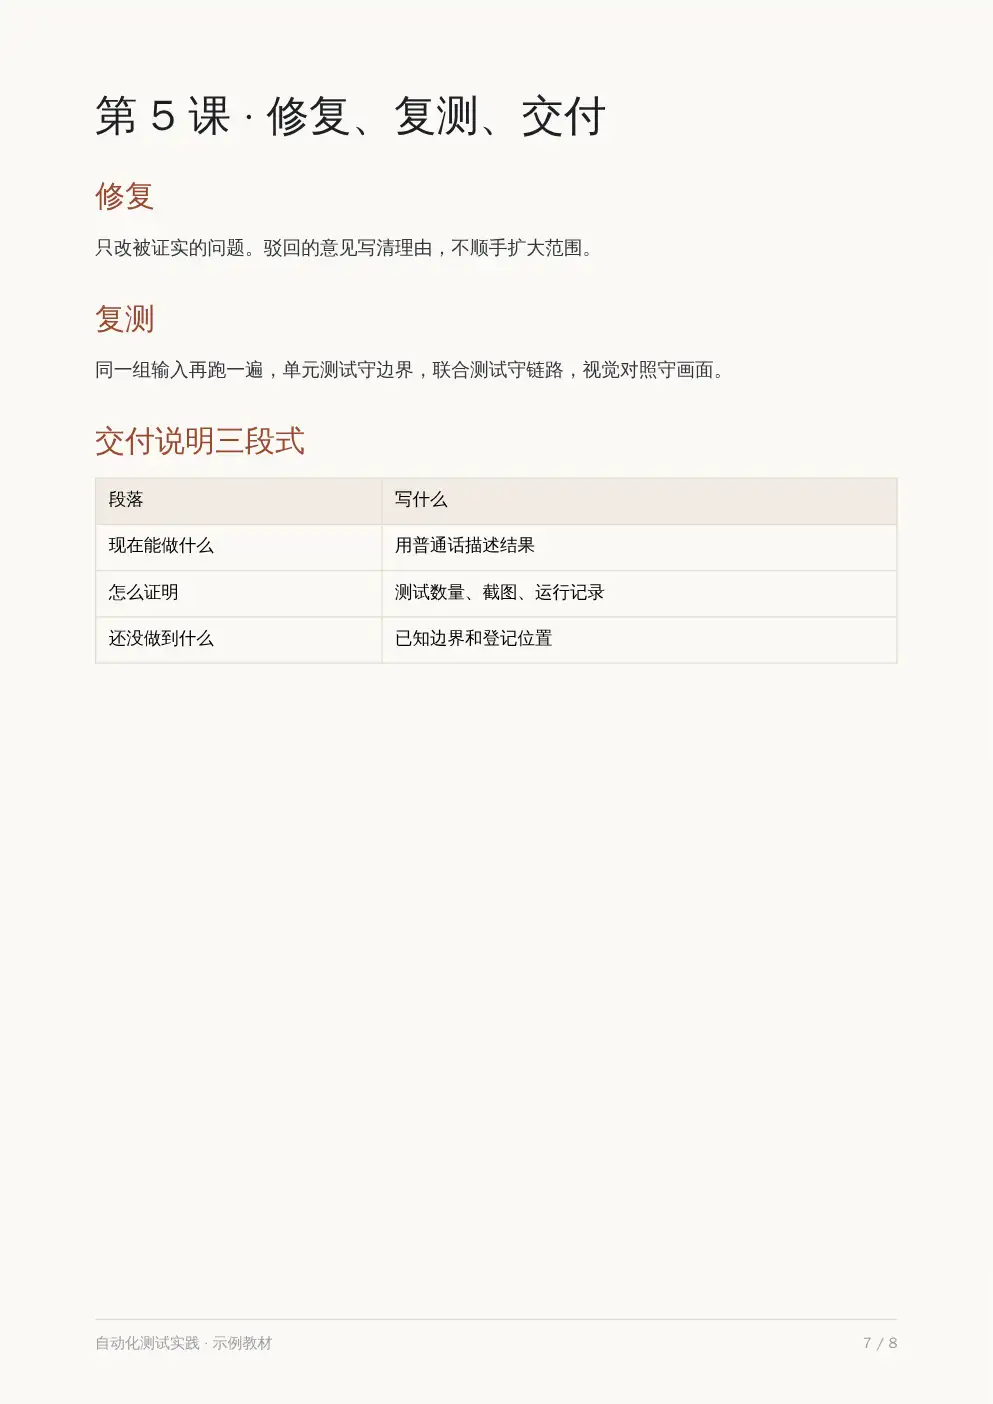 第 5 课 · 修复、复测、交付
修复
只改被证实的问题。驳回的意见写清理由，不顺手扩大范围。
复测
同一组输入再跑一遍，单元测试守边界，联合测试守链路，视觉对照守画面。
交付说明三段式
段落 写什么
现在能做什么 用普通话描述结果
怎么证明 测试数量、截图、运行记录
还没做到什么 已知边界和登记位置
自动化测试实践 · 示例教材 7 / 8